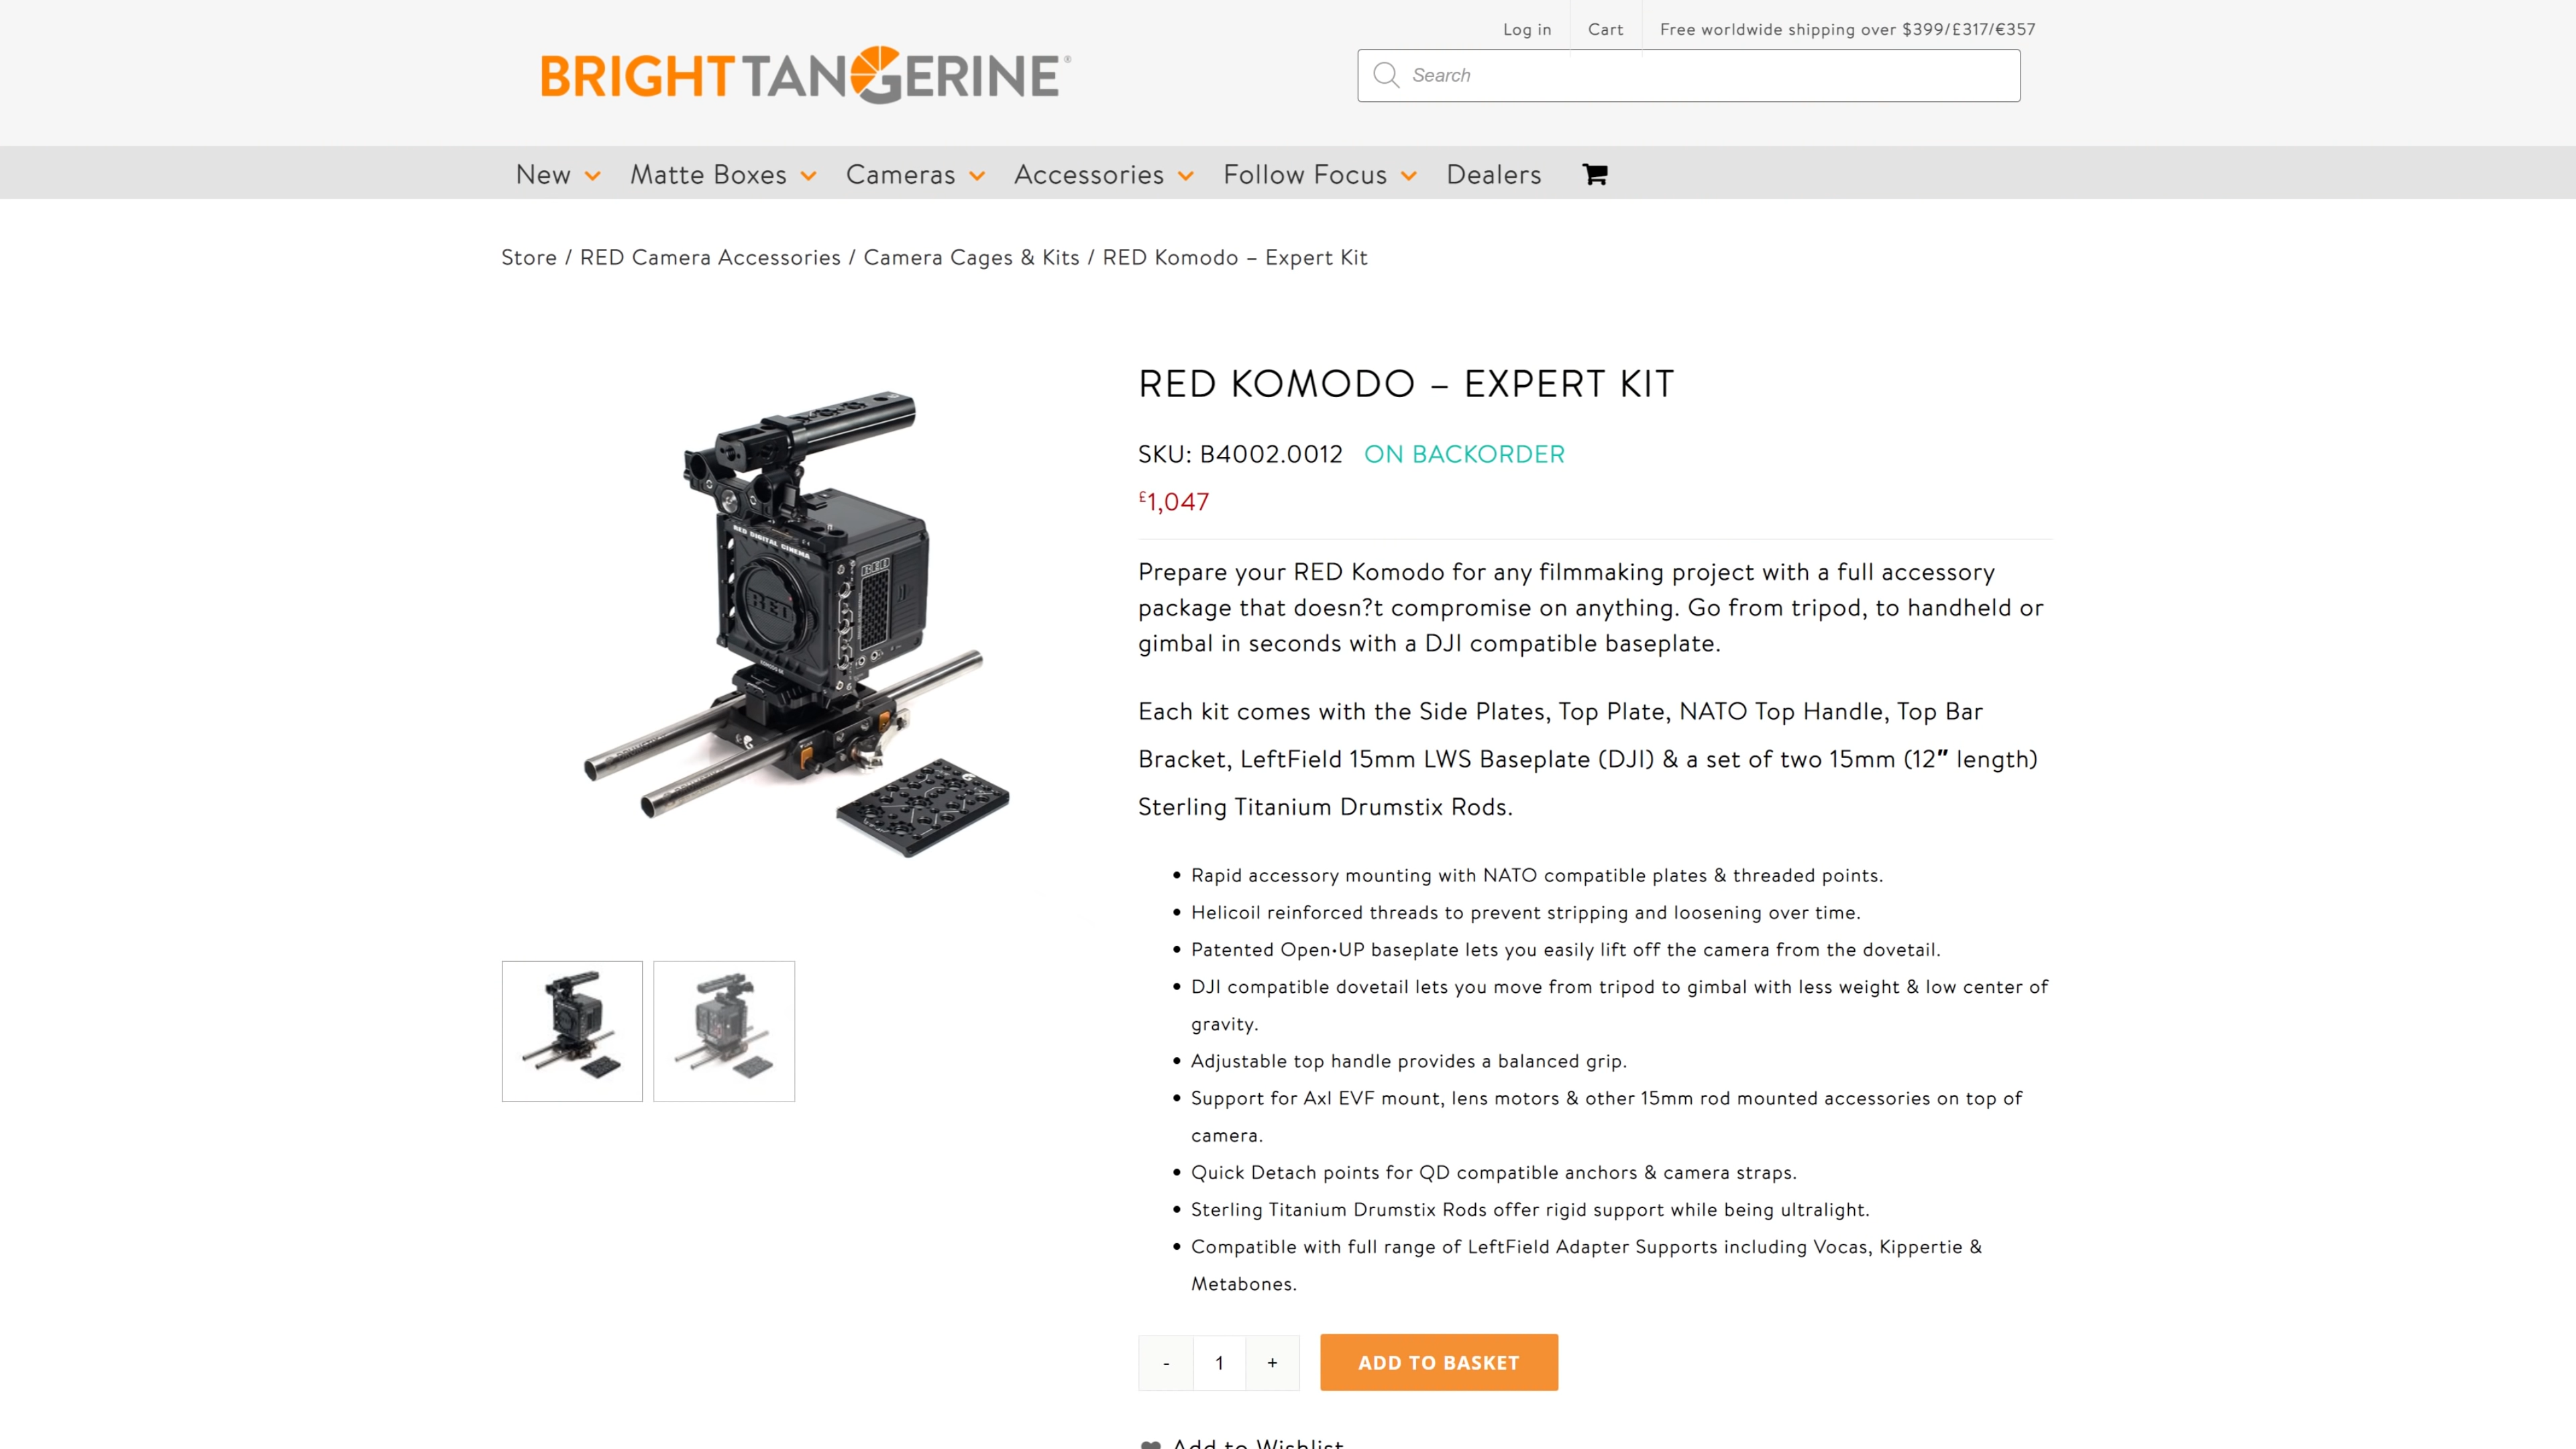 Log in
Cart
Free worldwide shipping over $399/£317/€357
BRIGHTTANGERINE®
Search
New
Matte Boxes
Cameras
Accessories
Follow Focus
Dealers
Store / RED Camera Accessories / Camera Cages & Kits / RED Komodo – Expert Kit
RED DIGITAL CINEMA
RED
RED
RED KOMODO – EXPERT KIT
SKU: B4002.0012 ON BACKORDER
£1,047
Prepare your RED Komodo for any filmmaking project with a full accessory
package that doesn?t compromise on anything. Go from tripod, to handheld or
gimbal in seconds with a DJI compatible baseplate.
Each kit comes with the Side Plates, Top Plate, NATO Top Handle, Top Bar
Bracket, LeftField 15mm LWS Baseplate (DJI) & a set of two 15mm (12″ length)
Sterling Titanium Drumstix Rods.
• Rapid accessory mounting with NATO compatible plates & threaded points.
• Helicoil reinforced threads to prevent stripping and loosening over time.
• Patented Open•UP baseplate lets you easily lift off the camera from the dovetail.
• DJI compatible dovetail lets you move from tripod to gimbal with less weight & low center of
gravity.
• Adjustable top handle provides a balanced grip.
• Support for Axl EVF mount, lens motors & other 15mm rod mounted accessories on top of
camera.
• Quick Detach points for QD compatible anchors & camera straps.
• Sterling Titanium Drumstix Rods offer rigid support while being ultralight.
• Compatible with full range of LeftField Adapter Supports including Vocas, Kippertie &
Metabones.
- 1 +
ADD TO BASKET
Add to Wishlist